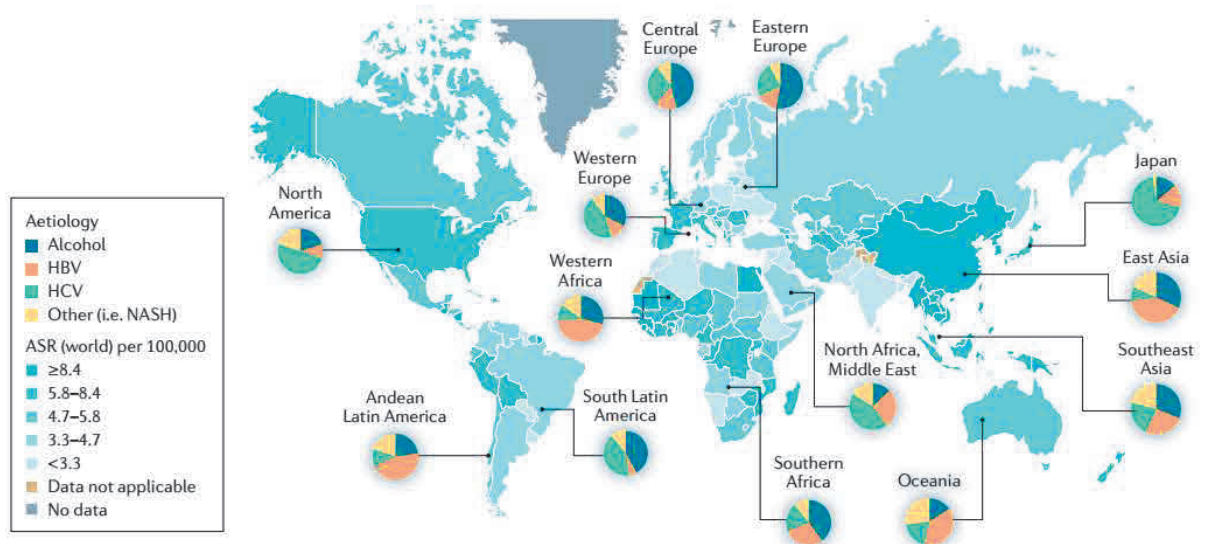 Central
Europe
Eastern
Europe
Western
Europe
Japan
North
America
Western
Africa
East Asia
Aetiology
Alcohol
HBV
HCV
Other (i.e. NASH)
ASR (world) per 100,000
≥8.4
5.8–8.4
4.7–5.8
3.3–4.7
<3.3
Data not applicable
No data
Andean
Latin America
South Latin
America
North Africa,
Middle East
Southeast
Asia
Southern
Africa
Oceania